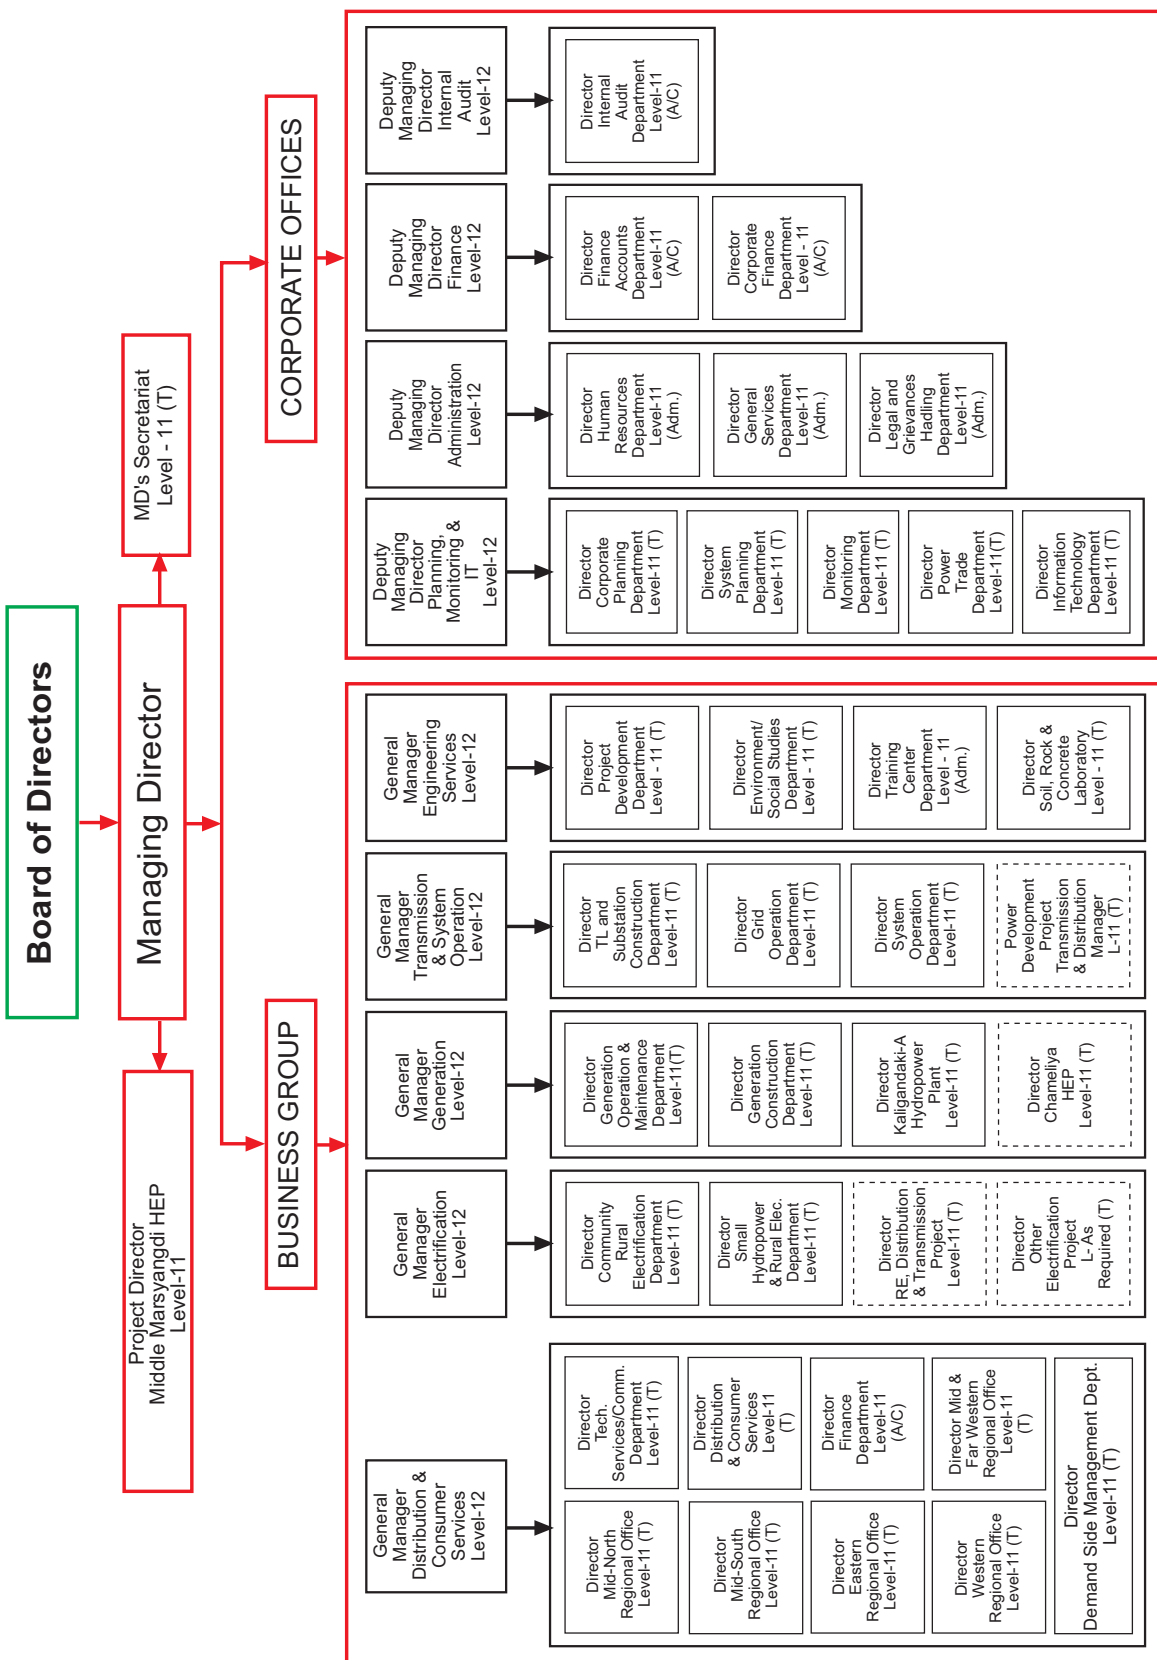 Board of Directors
Managing Director
Project Director
Middle Marsyangdi HEP
Level-11
MD's Secretariat
Level - 11 (T)
BUSINESS GROUP
CORPORATE OFFICES
General
Manager
Distribution &
Consumer
Services
Level-12
General
Manager
Electrification
Level-12
General
Manager
Generation
Level-12
General
Manager
Transmission
& System
Operation
Level-12
General
Manager
Engineering
Services
Level-12
Deputy
Managing
Director
Planning,
Monitoring &
IT
Level-12
Deputy
Managing
Director
Administration
Level-12
Deputy
Managing
Director
Finance
Level-12
Deputy
Managing
Director
Internal
Audit
Level-12
Director
Mid-North
Regional Office
Level-11 (T)
Director
Tech.
Services/Comm.
Department
Level-11 (T)
Director
Mid-South
Regional Office
Level-11 (T)
Director
Distribution
& Consumer
Services
Level-11
(T)
Director
Eastern
Regional Office
Level-11 (T)
Director
Finance
Department
Level-11
(A/C)
Director
Western
Regional Office
Level-11 (T)
Director Mid &
Far Western
Regional Office
Level-11
(T)
Director
Demand Side Management Dept.
Level-11 (T)
Director
Community
Rural
Electrification
Department
Level-11 (T)
Director
Small
Hydropower
& Rural Elec.
Department
Level-11 (T)
Director
RE, Distribution
& Transmission
Project
Level-11 (T)
Director
Other
Electrification
Project
L- As
Required (T)
Director
Generation
Operation &
Maintenance
Department
Level-11(T)
Director
Generation
Construction
Department
Level-11 (T)
Director
Kaligandaki-A
Hydropower
Plant
Level-11 (T)
Director
Chameliya
HEP
Level-11 (T)
Director
TL and
Substation
Construction
Department
Level-11 (T)
Director
Grid
Operation
Department
Level-11 (T)
Director
System
Operation
Department
Level-11 (T)
Power
Development
Project
Transmission
& Distribution
Manager
L-11 (T)
Director
Project
Development
Department
Level - 11 (T)
Director
Environment/
Social Studies
Department
Level - 11 (T)
Director
Training
Center
Department
Level - 11
(Adm.)
Director
Soil, Rock &
Concrete
Laboratory
Level - 11 (T)
Director
Corporate
Planning
Department
Level-11 (T)
Director
System
Planning
Department
Level-11 (T)
Director
Monitoring
Department
Level-11 (T)
Director
Power
Trade
Department
Level-11(T)
Director
Information
Technology
Department
Level-11 (T)
Director
Human
Resources
Department
Level-11
(Adm.)
Director
General
Services
Department
Level-11
(Adm.)
Director
Legal and
Grievances
Hadling
Department
Level-11
(Adm.)
Director
Finance
Accounts
Department
Level-11
(A/C)
Director
Corporate
Finance
Department
Level - 11
(A/C)
Director
Internal
Audit
Department
Level-11
(A/C)